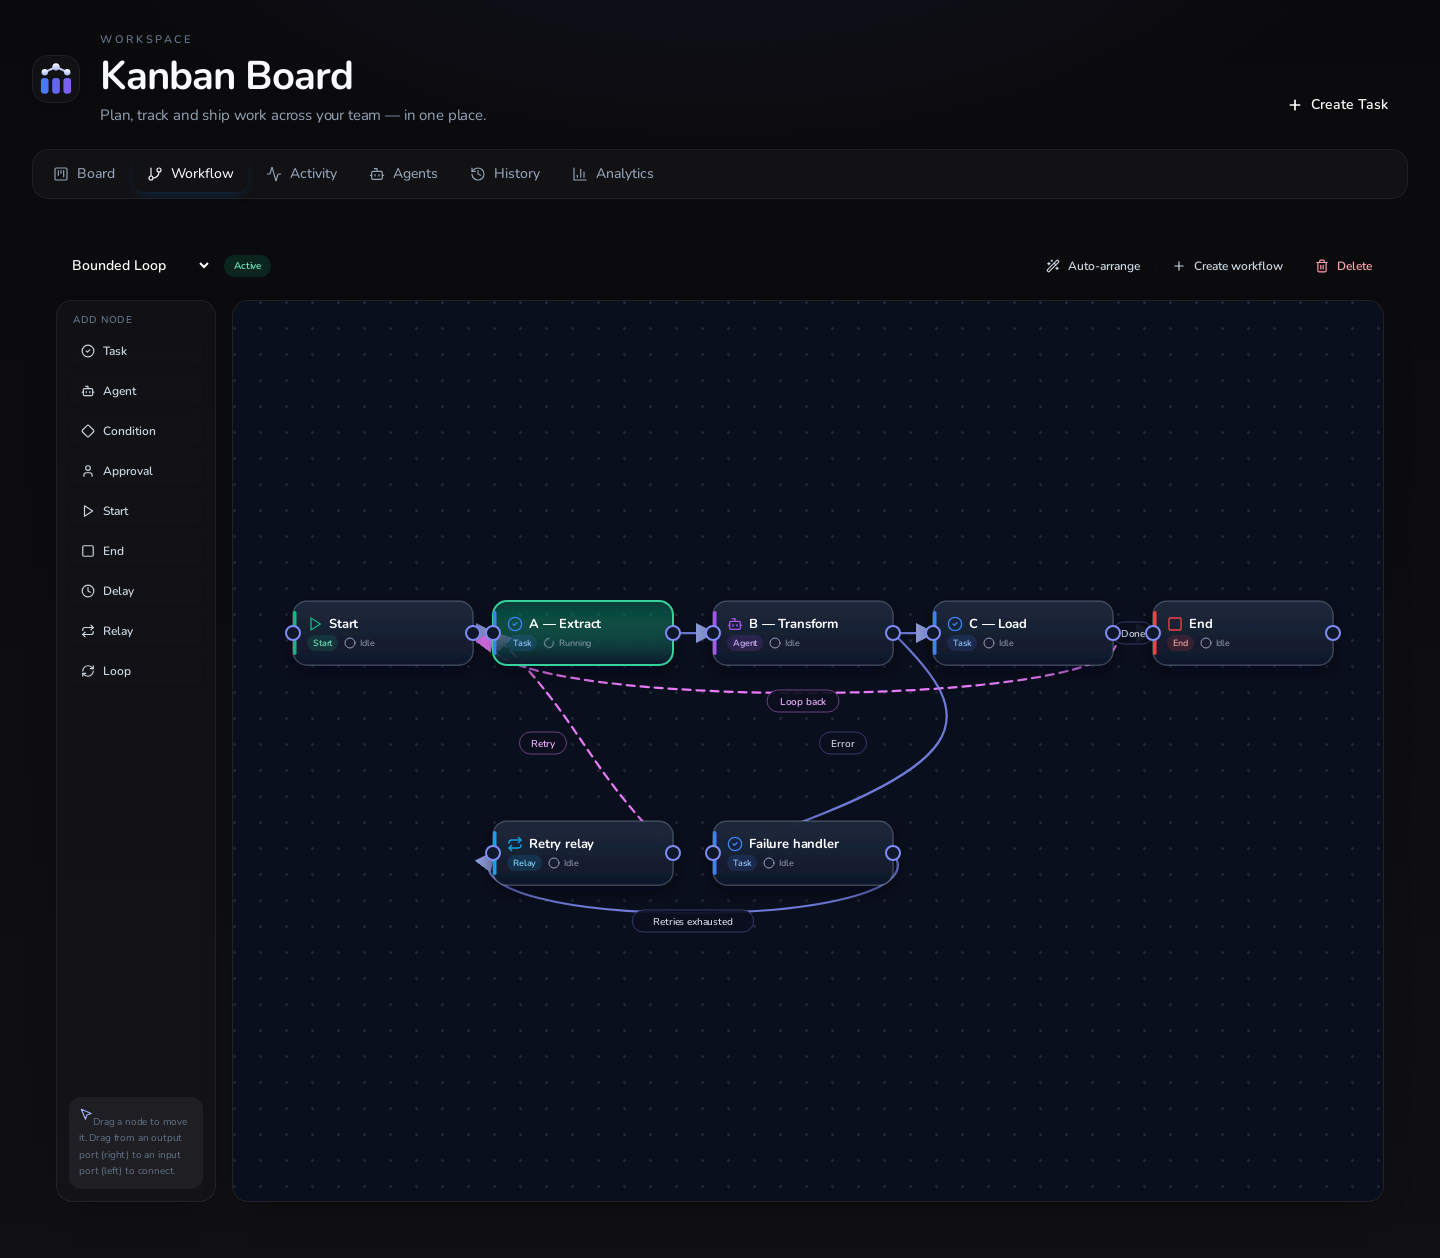 WORKSPACE
Kanban Board
Plan, track and ship work across your team — in one place.
Create Task
Board
Workflow
Activity
Agents
History
Analytics
Bounded Loop
Active
Auto-arrange
Create workflow
Delete
ADD NODE
Task
Agent
Condition
Approval
Start
End
Delay
Relay
Loop
Drag a node to move
it. Drag from an output
port (right) to an input
port (left) to connect.
Start
Start
Idle
A — Extract
Task
Running
B — Transform
Agent
Idle
C — Load
Task
Idle
Done
End
End
Idle
Loop back
Retry
Error
Retry relay
Relay
Idle
Failure handler
Task
Idle
Retries exhausted